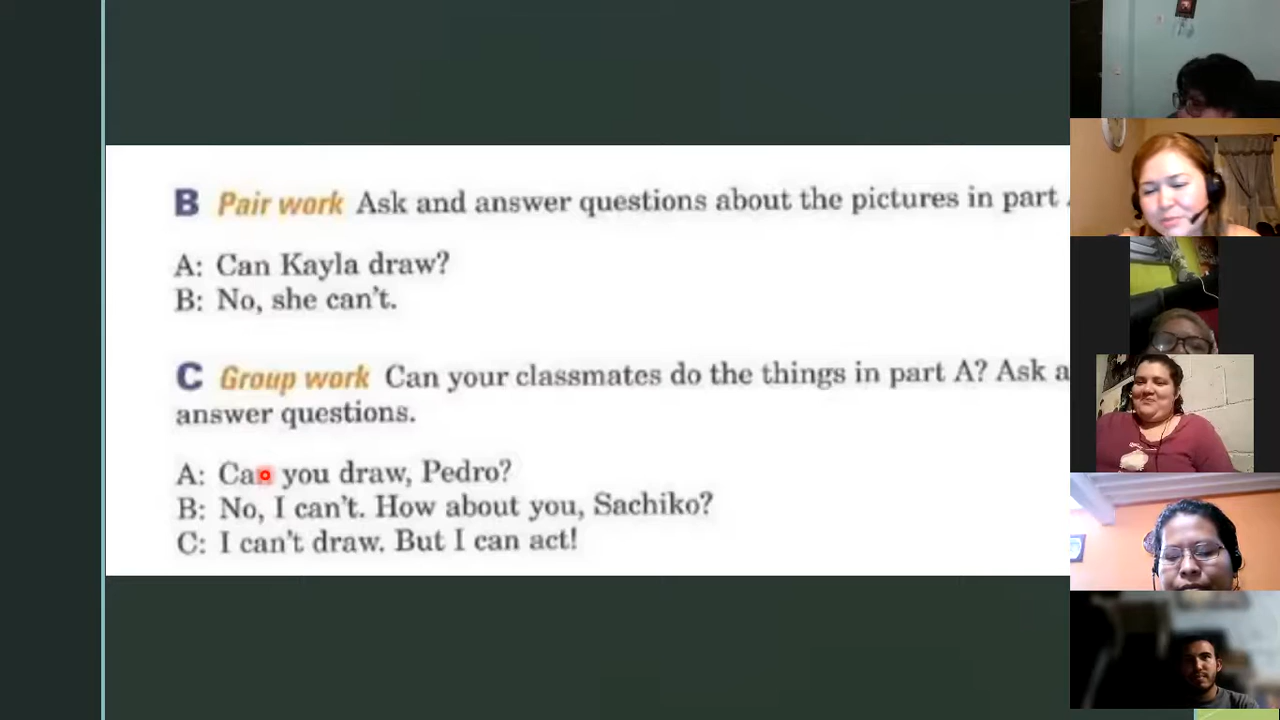 B Pair work Ask and answer questions about the pictures in part
A: Can Kayla draw?
B: No, she can't.
C Group work Can your classmates do the things in part A? Ask a
answer questions.
A: Can you draw, Pedro?
B: No, I can't. How about you, Sachiko?
C: I can't draw. But I can act!